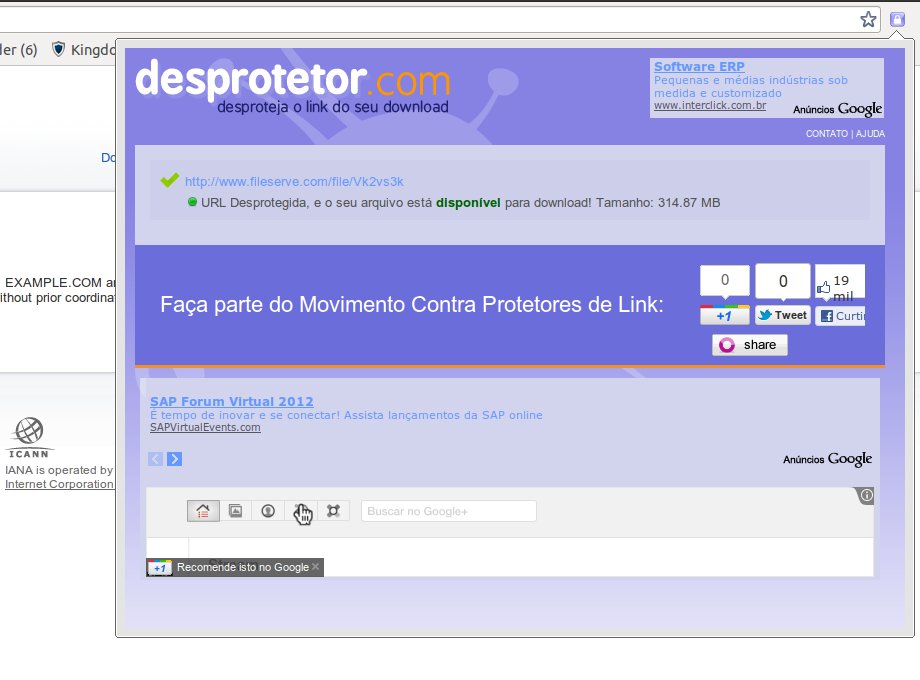 ler (6) Kingdo
desprotetor.com
desproteja o link do seu download
Software ERP
Pequenas e médias indústrias sob
medida e customizado
www.interclick.com.br
Anúncios Google
CONTATO | AJUDA
Do
http://www.fileserve.com/file/Vk2vs3k
URL Desprotegida, e o seu arquivo está disponível para download! Tamanho: 314.87 MB
EXAMPLE.COM a
ithout prior coordina
Faça parte do Movimento Contra Protetores de Link:
0
+1
0
Tweet
19
mil
Curtir
share
SAP Forum Virtual 2012
É tempo de inovar e se conectar! Assista lançamentos da SAP online
SAPVirtualEvents.com
Anúncios Google
ICANN
IANA is operated by
Internet Corporation
Buscar no Google+
+1 Recomende isto no Google